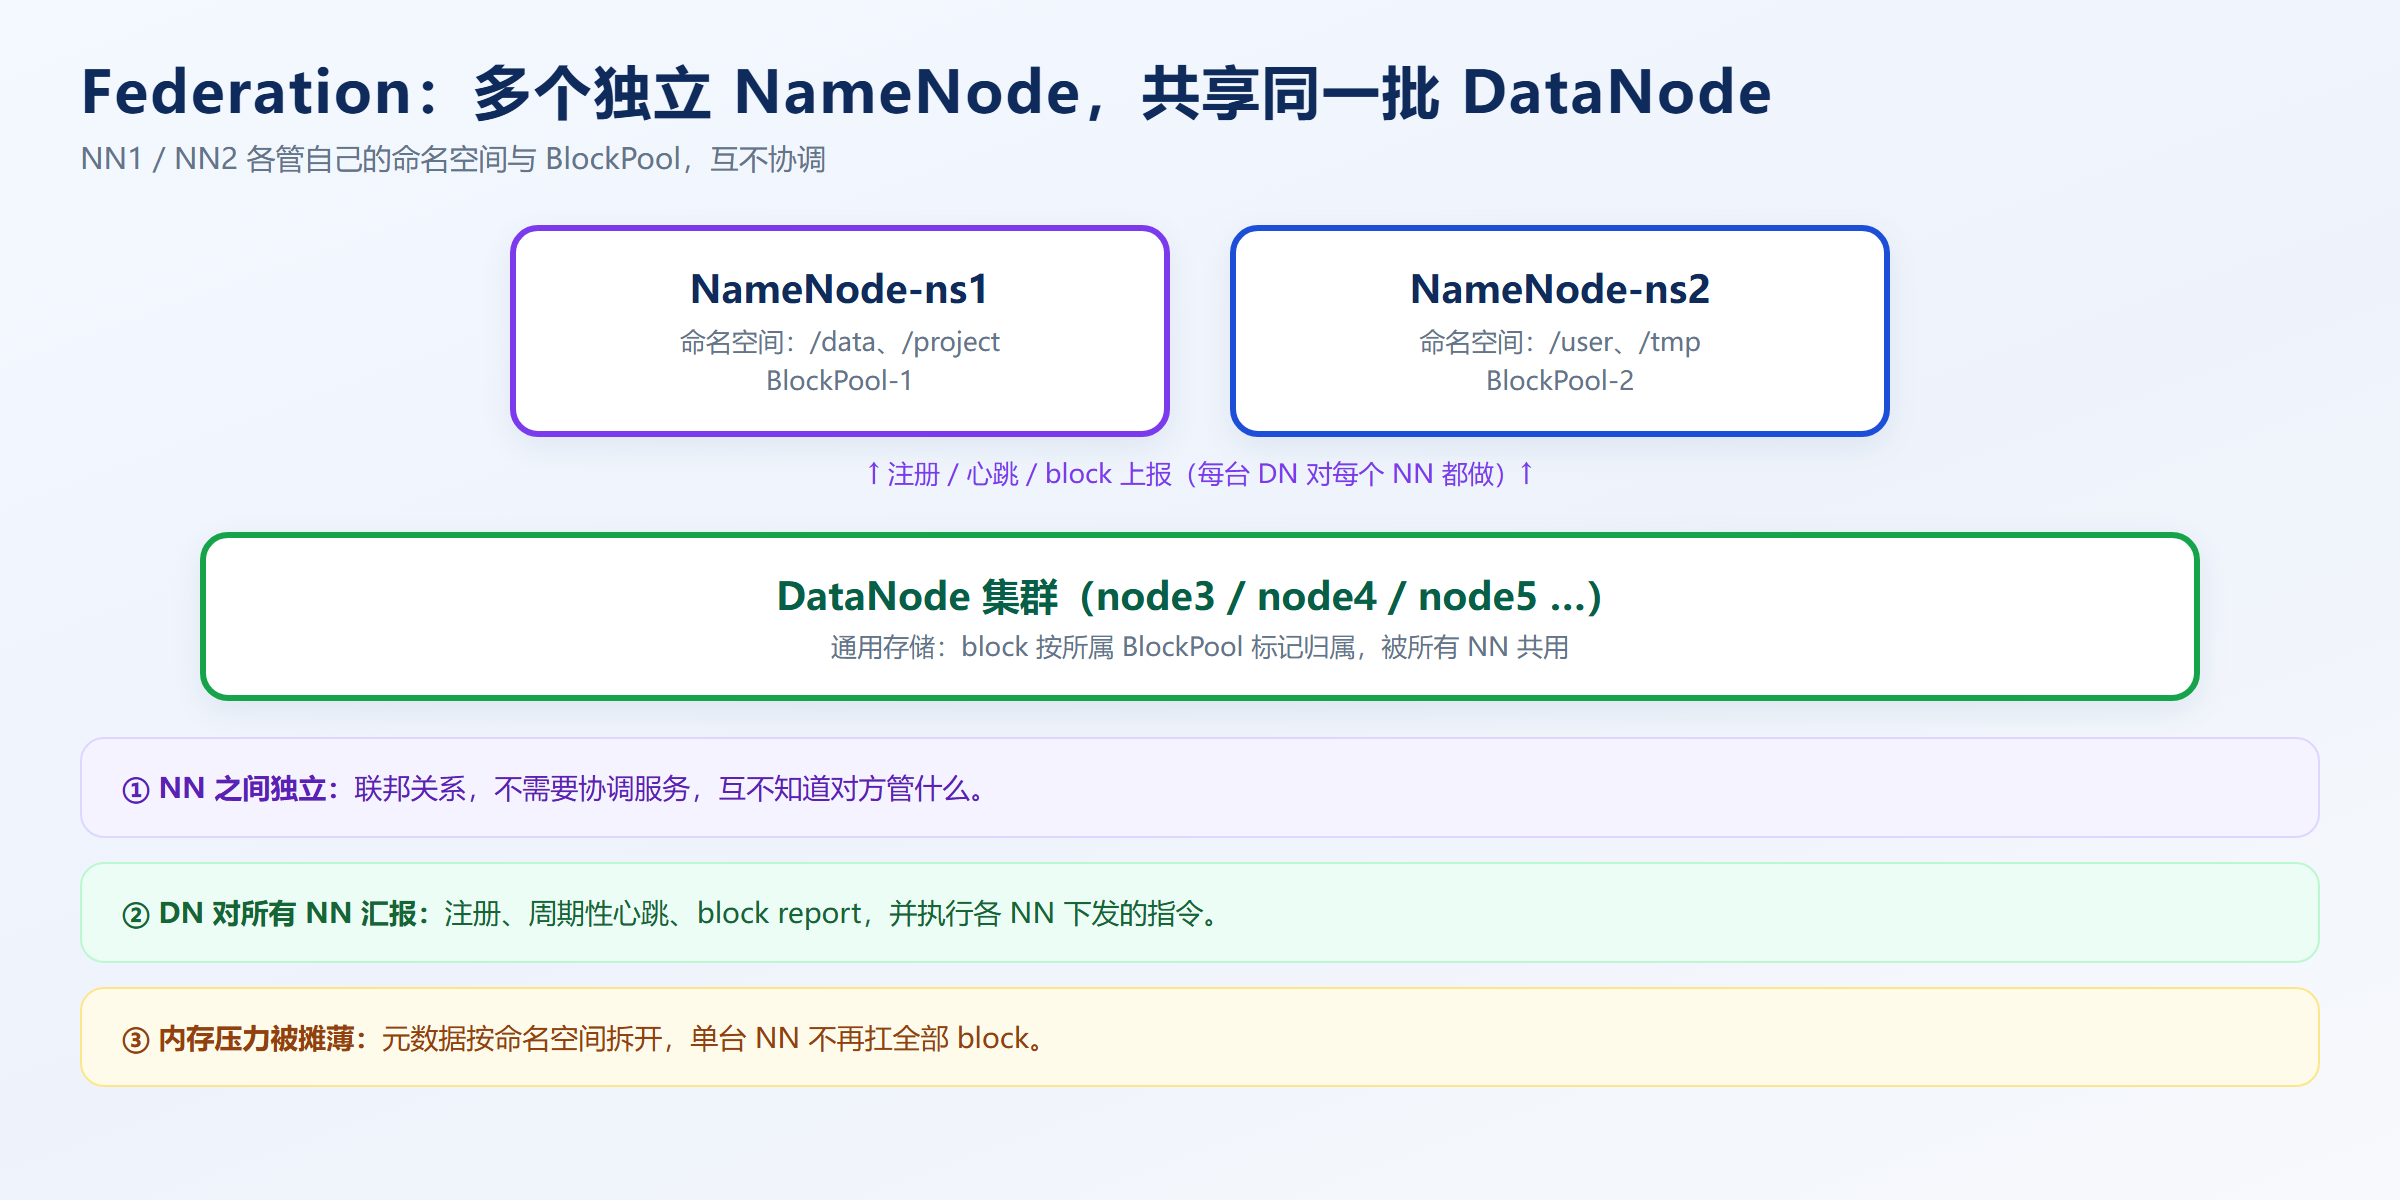 Federation：多个独立 NameNode，共享同一批 DataNode
NN1 / NN2 各管自己的命名空间与 BlockPool，互不协调
NameNode-ns1
命名空间：/data、/project
BlockPool-1
NameNode-ns2
命名空间：/user、/tmp
BlockPool-2
↑ 注册 / 心跳 / block 上报（每台 DN 对每个 NN 都做）↑
DataNode 集群（node3 / node4 / node5 ...）
通用存储：block 按所属 BlockPool 标记归属，被所有 NN 共用
① NN 之间独立：联邦关系，不需要协调服务，互不知道对方管什么。
② DN 对所有 NN 汇报：注册、周期性心跳、block report，并执行各 NN 下发的指令。
③ 内存压力被摊薄：元数据按命名空间拆开，单台 NN 不再扛全部 block。